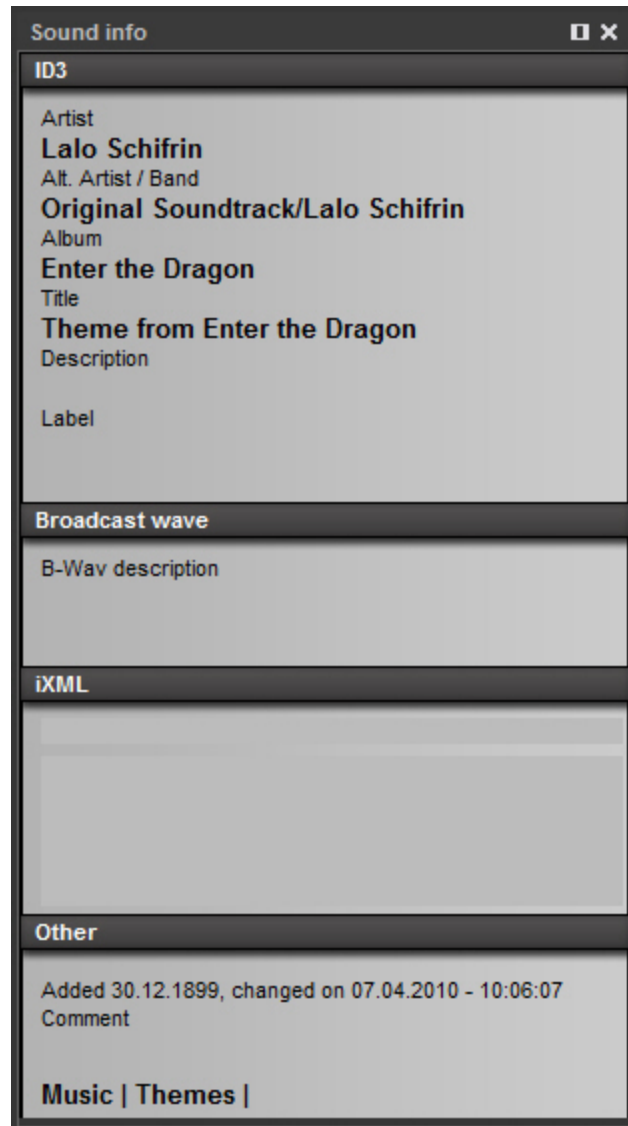 Sound info
ID3
Artist
Lalo Schifrin
Alt. Artist / Band
Original Soundtrack/Lalo Schifrin
Album
Enter the Dragon
Title
Theme from Enter the Dragon
Description
Label
Broadcast wave
B-Wav description
iXML
Other
Added 30.12.1899, changed on 07.04.2010 - 10:06:07
Comment
Music | Themes |